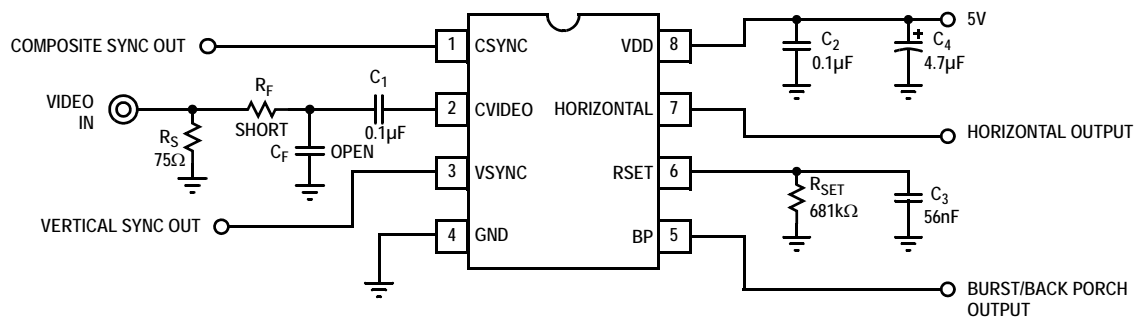 COMPOSITE SYNC OUT
1
CSYNC
VDD
8
5V
C2
0.1µF
+
C4
4.7µF
VIDEO
IN
RF
SHORT
C1
0.1µF
2
CVIDEO
HORIZONTAL
7
HORIZONTAL OUTPUT
RS
75Ω
CF
OPEN
3
VSYNC
RSET
6
RSET
681kΩ
C3
56nF
VERTICAL SYNC OUT
4
GND
BP
5
BURST/BACK PORCH
OUTPUT